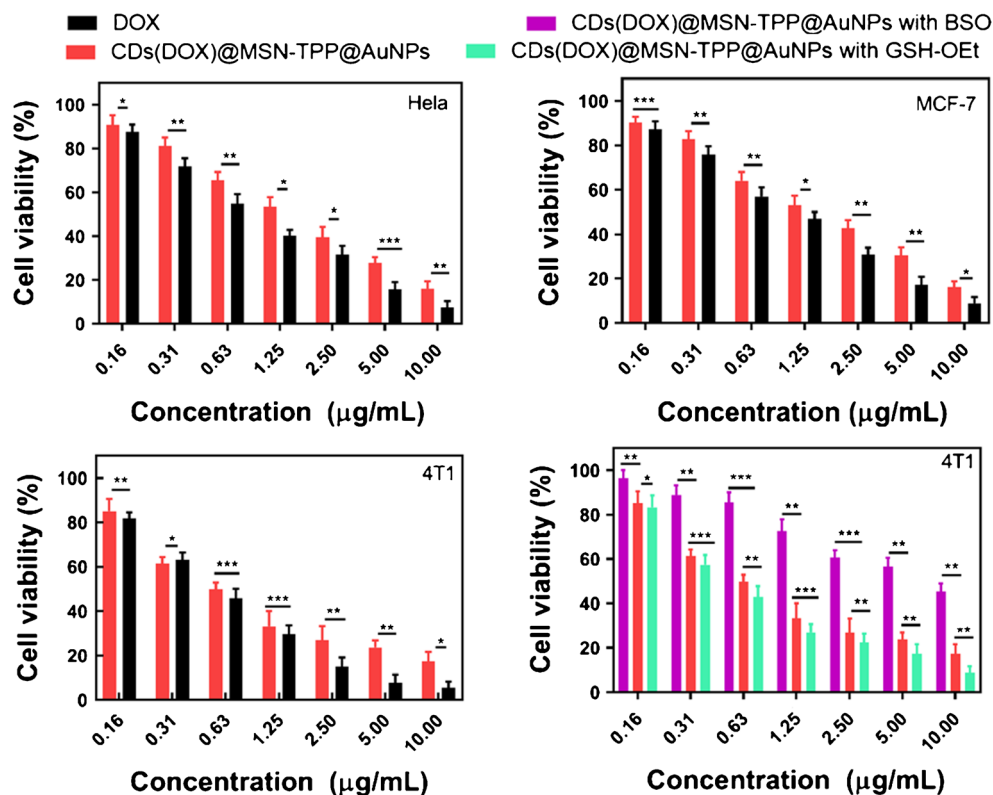 DOX
CDs(DOX)@MSN-TPP@AuNPs
CDs(DOX)@MSN-TPP@AuNPs with BSO
CDs(DOX)@MSN-TPP@AuNPs with GSH-OEt
Hela
Cell viability (%)
100
80
60
40
20
0
* ** ** * * *** **
0.16 0.31 0.63 1.25 2.50 5.00 10.00
Concentration (μg/mL)
MCF-7
Cell viability (%)
100
80
60
40
20
0
*** ** ** * ** ** *
0.16 0.31 0.63 1.25 2.50 5.00 10.00
Concentration (μg/mL)
4T1
Cell viability (%)
100
80
60
40
20
0
** * *** *** ** ** *
0.16 0.31 0.63 1.25 2.50 5.00 10.00
Concentration (μg/mL)
4T1
Cell viability (%)
100
80
60
40
20
0
** ** *** ** *** ** **
* *** ** *** ** ** **
0.16 0.31 0.63 1.25 2.50 5.00 10.00
Concentration (μg/mL)